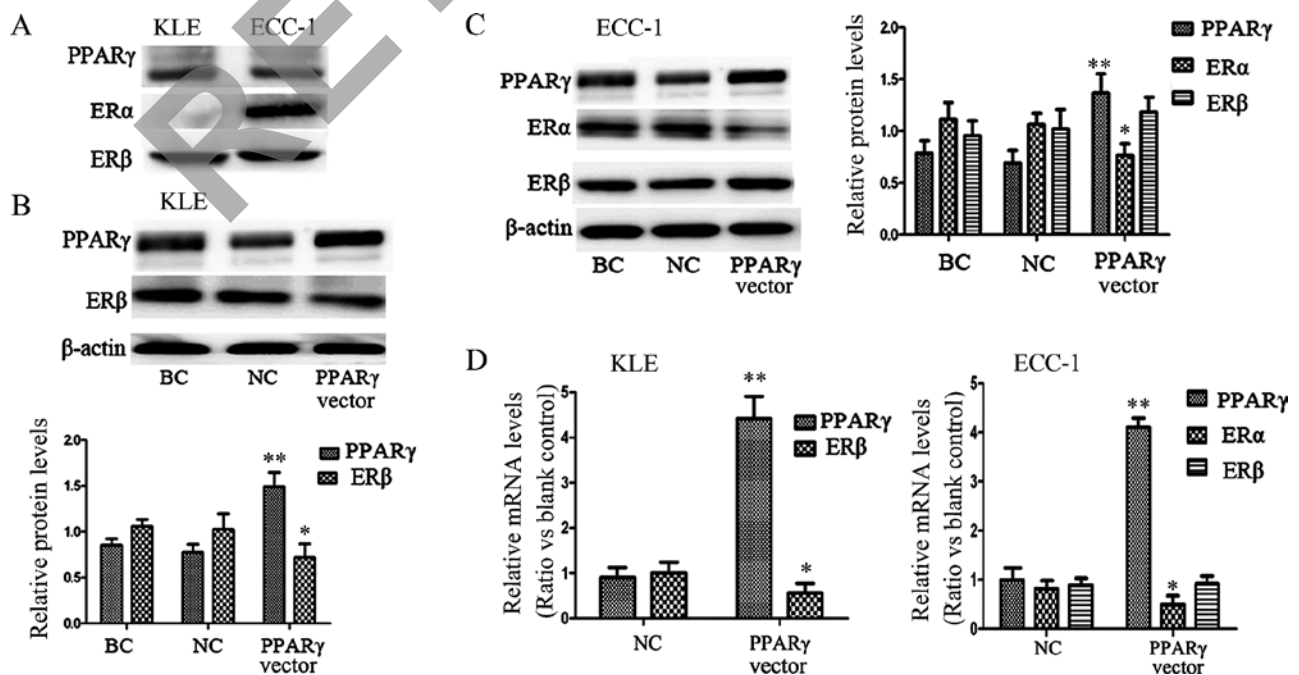 A
KLE ECC-1
PPARγ
ERα
ERβ
B
KLE
PPARγ
ERβ
β-actin
BC NC PPARγ
vector
Relative protein levels
2.0
1.5
1.0
0.5
0.0
** *
PPARγ
ERβ
BC NC PPARγ
vector
C
ECC-1
PPARγ
ERα
ERβ
β-actin
BC NC PPARγ
vector
Relative protein levels
2.0
1.5
1.0
0.5
0.0
** *
PPARγ
ERα
ERβ
BC NC PPARγ
vector
D
KLE
Relative mRNA levels
(Ratio vs blank control)
5
4
3
2
1
0
** *
PPARγ
ERβ
NC PPARγ
vector
ECC-1
Relative mRNA levels
(Ratio vs blank control)
5
4
3
2
1
0
** *
PPARγ
ERα
ERβ
NC PPARγ
vector